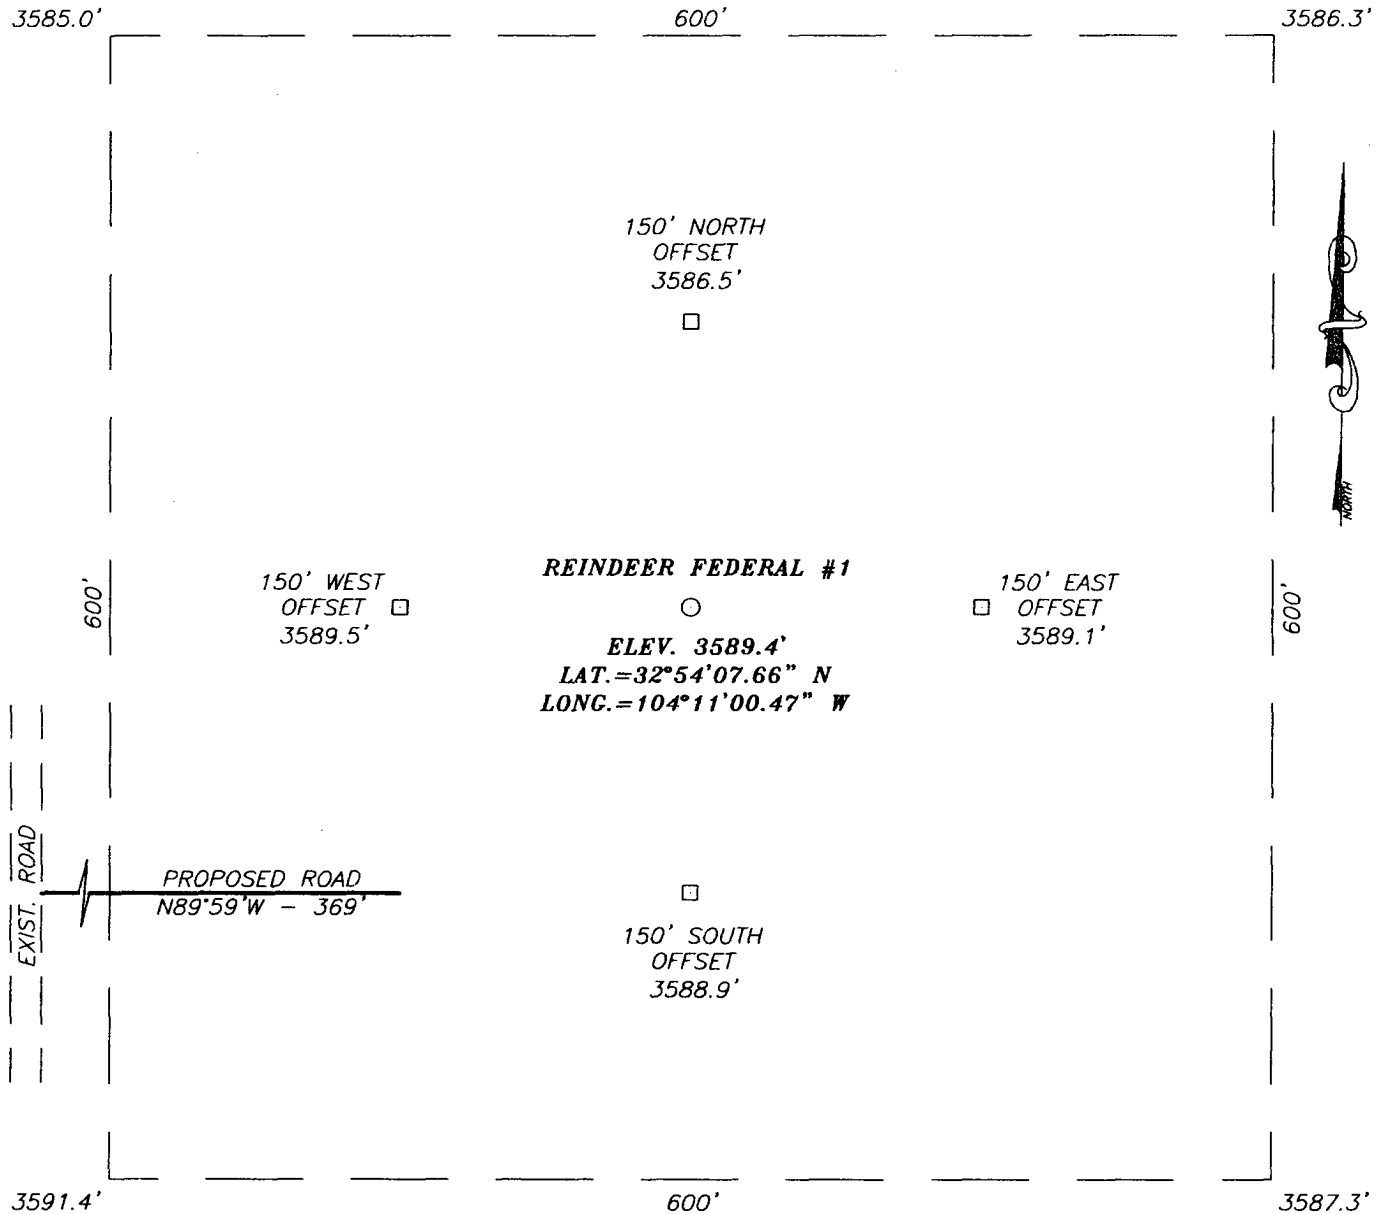 3585.0'
600'
3586.3'
150' NORTH
OFFSET
3586.5'
NORTH
REINDEER FEDERAL #1
150' WEST
OFFSET
3589.5'
150' EAST
OFFSET
3589.1'
600'
600'
ELEV. 3589.4'
LAT.=32°54'07.66" N
LONG.=104°11'00.47" W
EXIST. ROAD
PROPOSED ROAD
N89°59'W - 369'
150' SOUTH
OFFSET
3588.9'
3591.4'
600'
3587.3'